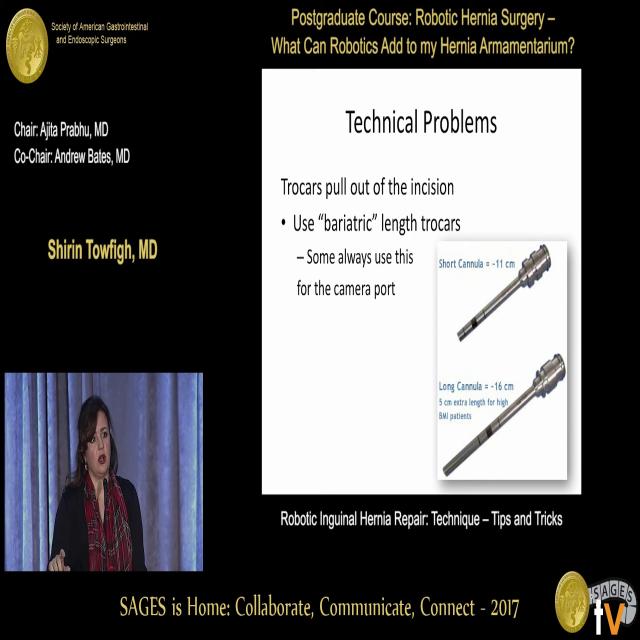 Society of American Gastrointestinal
and Endoscopic Surgeons
Postgraduate Course: Robotic Hernia Surgery –
What Can Robotics Add to my Hernia Armamentarium?
Chair: Ajita Prabhu, MD
Co-Chair: Andrew Bates, MD
Shirin Towfigh, MD
Technical Problems
Trocars pull out of the incision
• Use “bariatric” length trocars
– Some always use this
for the camera port
Short Cannula = ~11 cm
Long Cannula = ~16 cm
5 cm extra length for high
BMI patients
Robotic Inguinal Hernia Repair: Technique – Tips and Tricks
SAGES is Home: Collaborate, Communicate, Connect - 2017
SAGES
tv